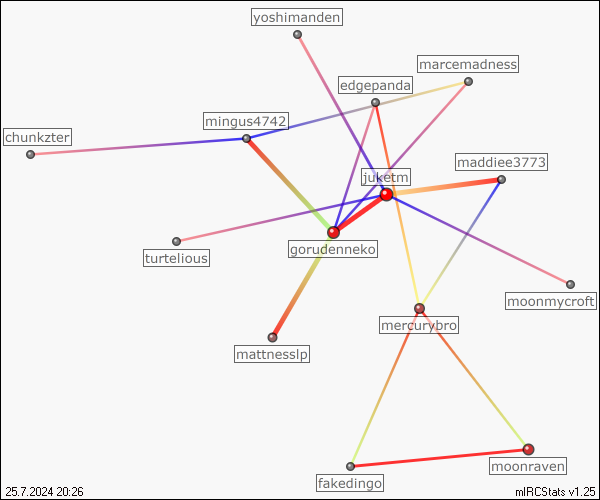 yoshimanden
marcemadness
edgepanda
mingus4742
chunkzter
maddiee3773
juketm
gorudenneko
turtelious
moonmycroft
mercurybro
mattnesslp
moonraven
fakedingo
25.7.2024 20:26
mIRCStats v1.25